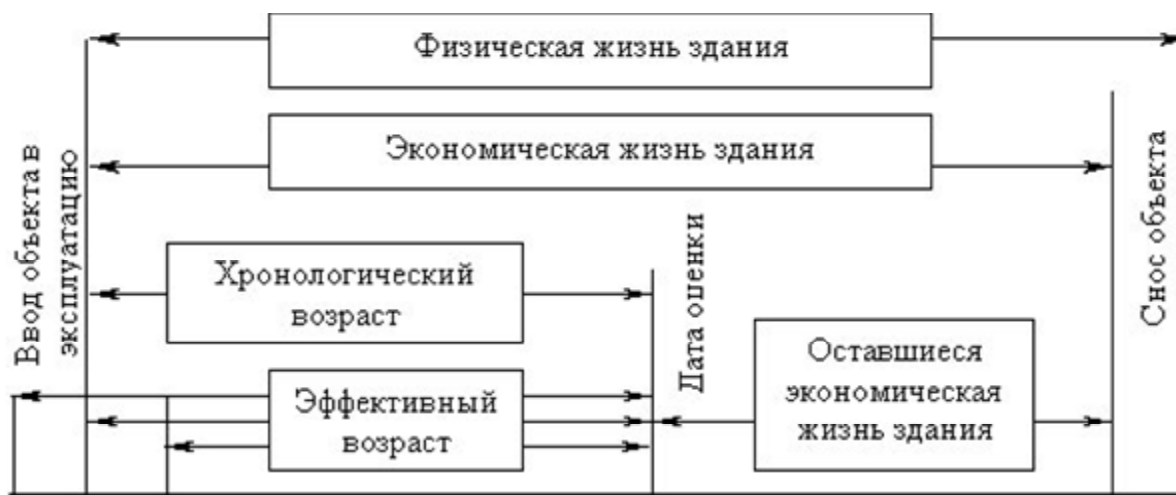 Физическая жизнь здания
Экономическая жизнь здания
Ввод объекта в
эксплуатацию
Хронологический
возраст
Эффективный
возраст
Дата оценки
Оставшиеся
экономическая
жизнь здания
Снос объекта